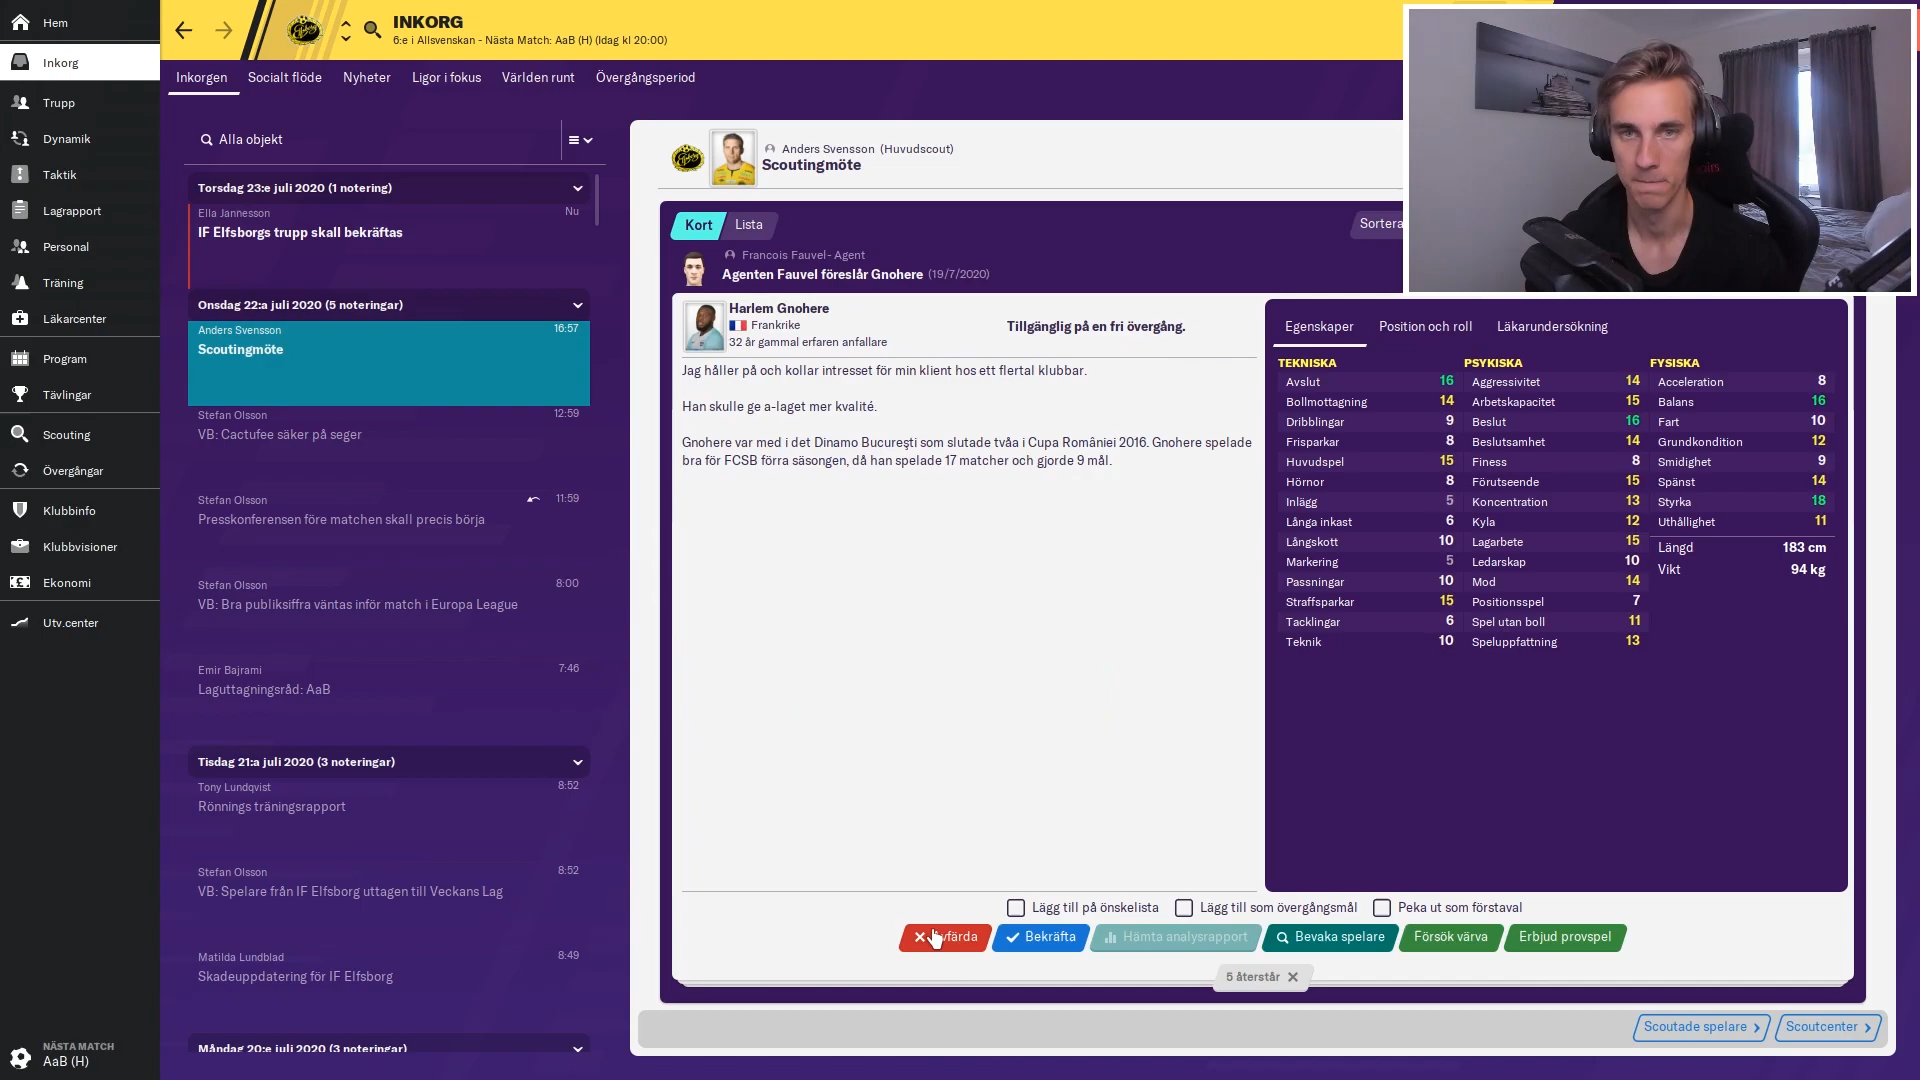 Hem
Inkorg
Trupp
Dynamik
Taktik
Lagrapport
Personal
Träning
Läkarcenter
Program
Tävlingar
Scouting
Övergångar
Klubbinfo
Klubbvisioner
Ekonomi
Utv.center
NÄSTA MATCH
AaB (H)
INKORG
6:e i Allsvenskan - Nästa Match: AaB (H) (Idag kl 20:00)
Inkorgen Socialt flöde Nyheter Ligor i fokus Världen runt Övergångsperiod
Alla objekt
Torsdag 23:e juli 2020 (1 notering)
Ella Jannesson Nu
IF Elfsborgs trupp skall bekräftas
Onsdag 22:a juli 2020 (5 noteringar)
Anders Svensson 16:57
Scoutingmöte
Stefan Olsson 12:59
VB: Cactufee säker på seger
Stefan Olsson 11:59
Presskonferensen före matchen skall precis börja
Stefan Olsson 8:00
VB: Bra publiksiffra väntas inför match i Europa League
Emir Bajrami 7:46
Laguttagningsråd: AaB
Tisdag 21:a juli 2020 (3 noteringar)
Tony Lundqvist 8:52
Rönnings träningsrapport
Stefan Olsson 8:52
VB: Spelare från IF Elfsborg uttagen till Veckans Lag
Matilda Lundblad 8:49
Skadeuppdatering för IF Elfsborg
Måndag 20:e juli 2020 (3 noteringar)
Anders Svensson (Huvudscout)
Scoutingmöte
Kort Lista Sortera
Francois Fauvel - Agent
Agenten Fauvel föreslår Gnohere (19/7/2020)
Harlem Gnohere
Frankrike
32 år gammal erfaren anfallare
Tillgänglig på en fri övergång.
Jag håller på och kollar intresset för min klient hos ett flertal klubbar.
Han skulle ge a-laget mer kvalité.
Gnohere var med i det Dinamo Bucureşti som slutade tvåa i Cupa României 2016. Gnohere spelade
bra för FCSB förra säsongen, då han spelade 17 matcher och gjorde 9 mål.
Egenskaper Position och roll Läkarundersökning
TEKNISKA PSYKISKA FYSISKA
Avslut 16 Aggressivitet 14 Acceleration 8
Bollmottagning 14 Arbetskapacitet 15 Balans 16
Dribblingar 9 Beslut 16 Fart 10
Frisparkar 8 Beslutsamhet 14 Grundkondition 12
Huvudspel 15 Finess 8 Smidighet 9
Hörnor 8 Förutseende 15 Spänst 14
Inlägg 5 Koncentration 13 Styrka 18
Långa inkast 6 Kyla 12 Uthållighet 11
Långskott 10 Lagarbete 15 Längd 183 cm
Markering 5 Ledarskap 10 Vikt 94 kg
Passningar 10 Mod 14
Straffsparkar 15 Positionsspel 7
Tacklingar 6 Spel utan boll 11
Teknik 10 Speluppfattning 13
Lägg till på önskelista Lägg till som övergångsmål Peka ut som förstaval
Bekräfta Hämta analysrapport Bevaka spelare Försök värva Erbjud provspel
5 återstår
Scoutade spelare Scoutcenter